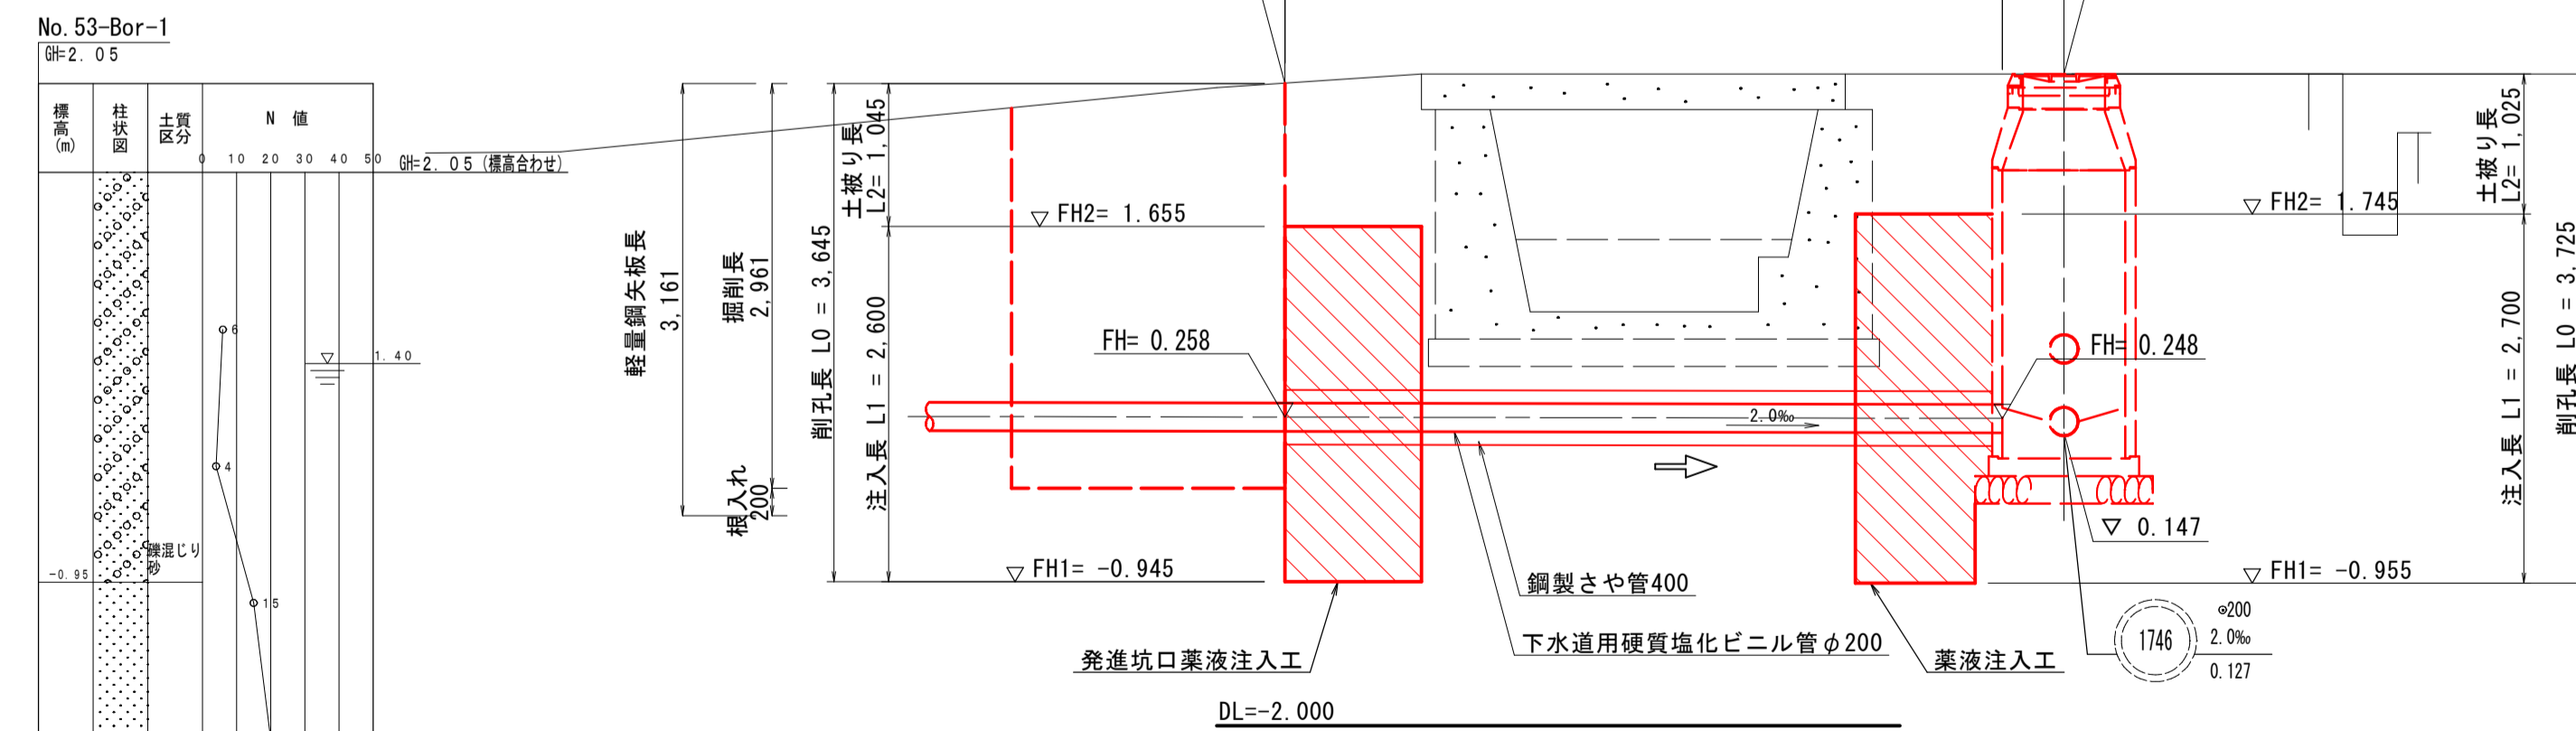 No.53-Bor-1
GH=2.05
標高(m)
柱状図
土質区分
N 値
0 10 20 30 40 50
GH=2.05(標高合わせ)
6
1.40
4
礫混じり
砂
-0.95
15
軽量鋼矢板長
3,161
掘削長
2,961
根入れ
200
削孔長 L0 = 3,645
土被り長
L2= 1,045
注入長 L1 = 2,600
FH2= 1.655
FH= 0.258
FH1= -0.945
発進坑口薬液注入工
2.0‰
鋼製さや管400
下水道用硬質塩化ビニル管φ200
薬液注入工
DL=-2.000
FH2= 1.745
FH= 0.248
0.147
FH1= -0.955
1746
200
2.0‰
0.127
土被り長
L2= 1,025
注入長 L1 = 2,700
削孔長 L0 = 3,725